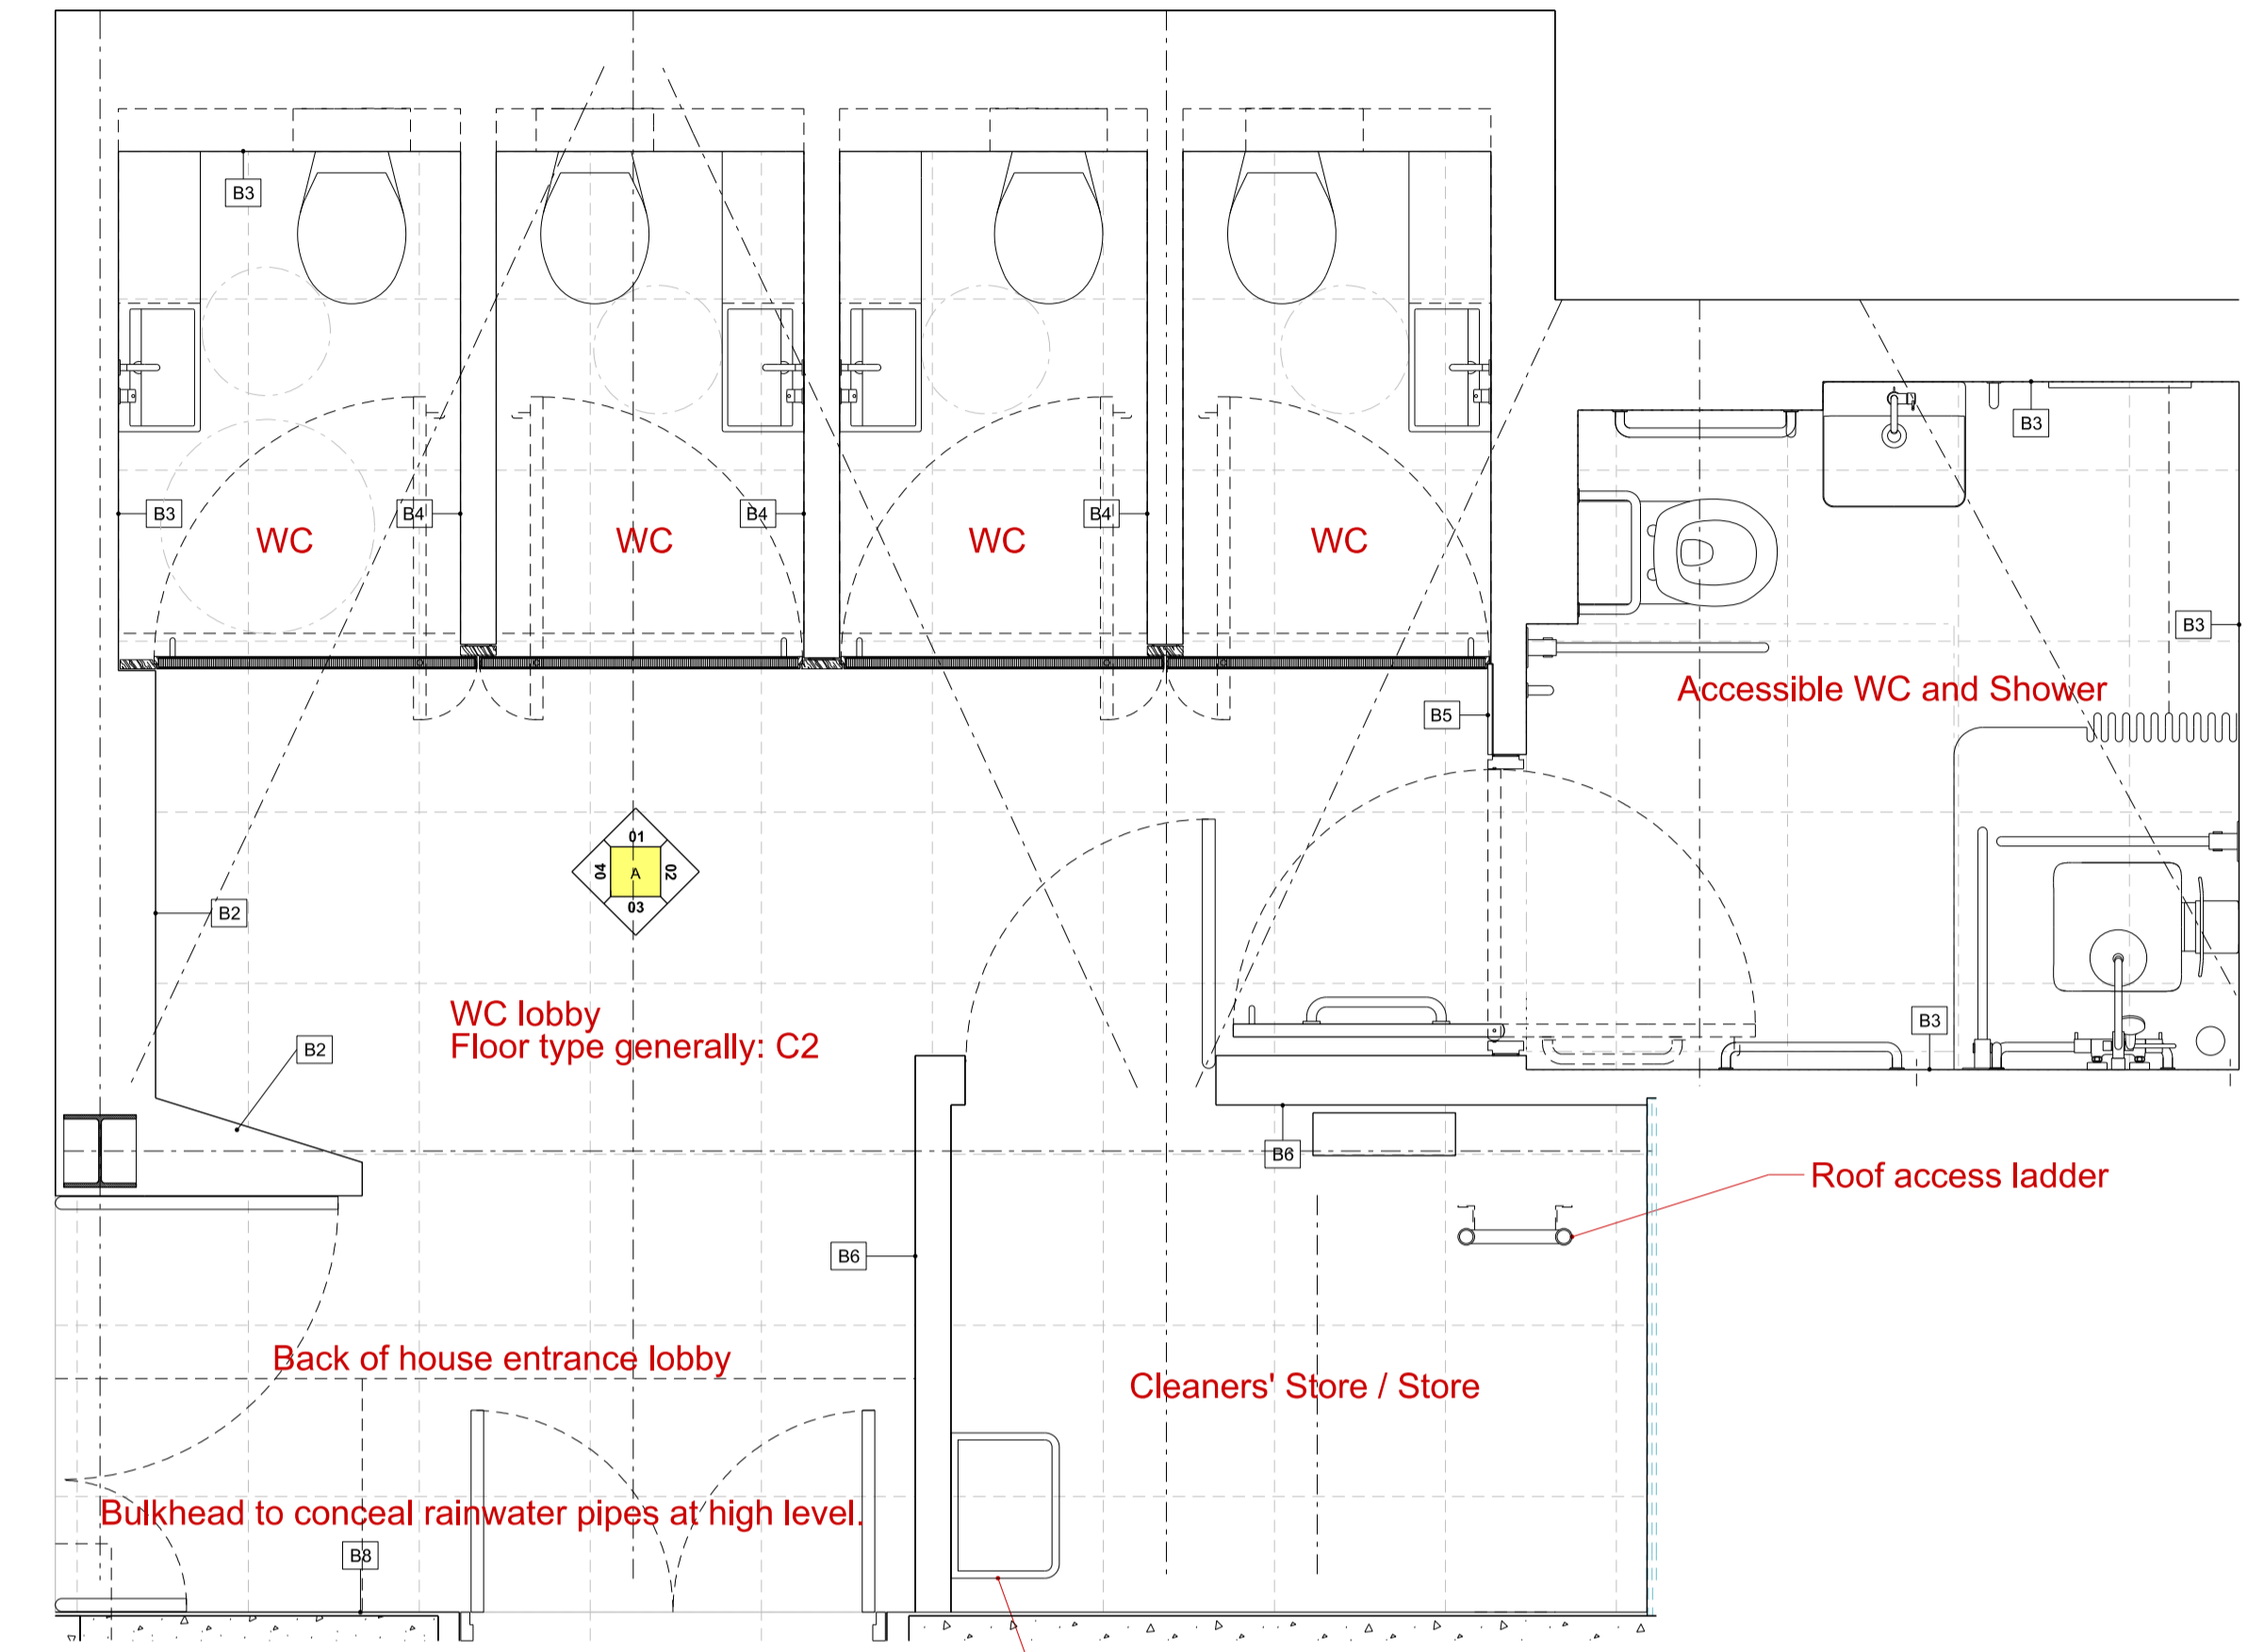 B3
B3
B3
B4
B4
B4
WC
WC
WC
WC
B3
B5
Accessible WC and Shower
01
04
A
02
03
B2
WC lobby
Floor type generally: C2
B2
B3
B6
Roof access ladder
B6
Back of house entrance lobby
Cleaners' Store / Store
Bulkhead to conceal rainwater pipes at high level.
B8